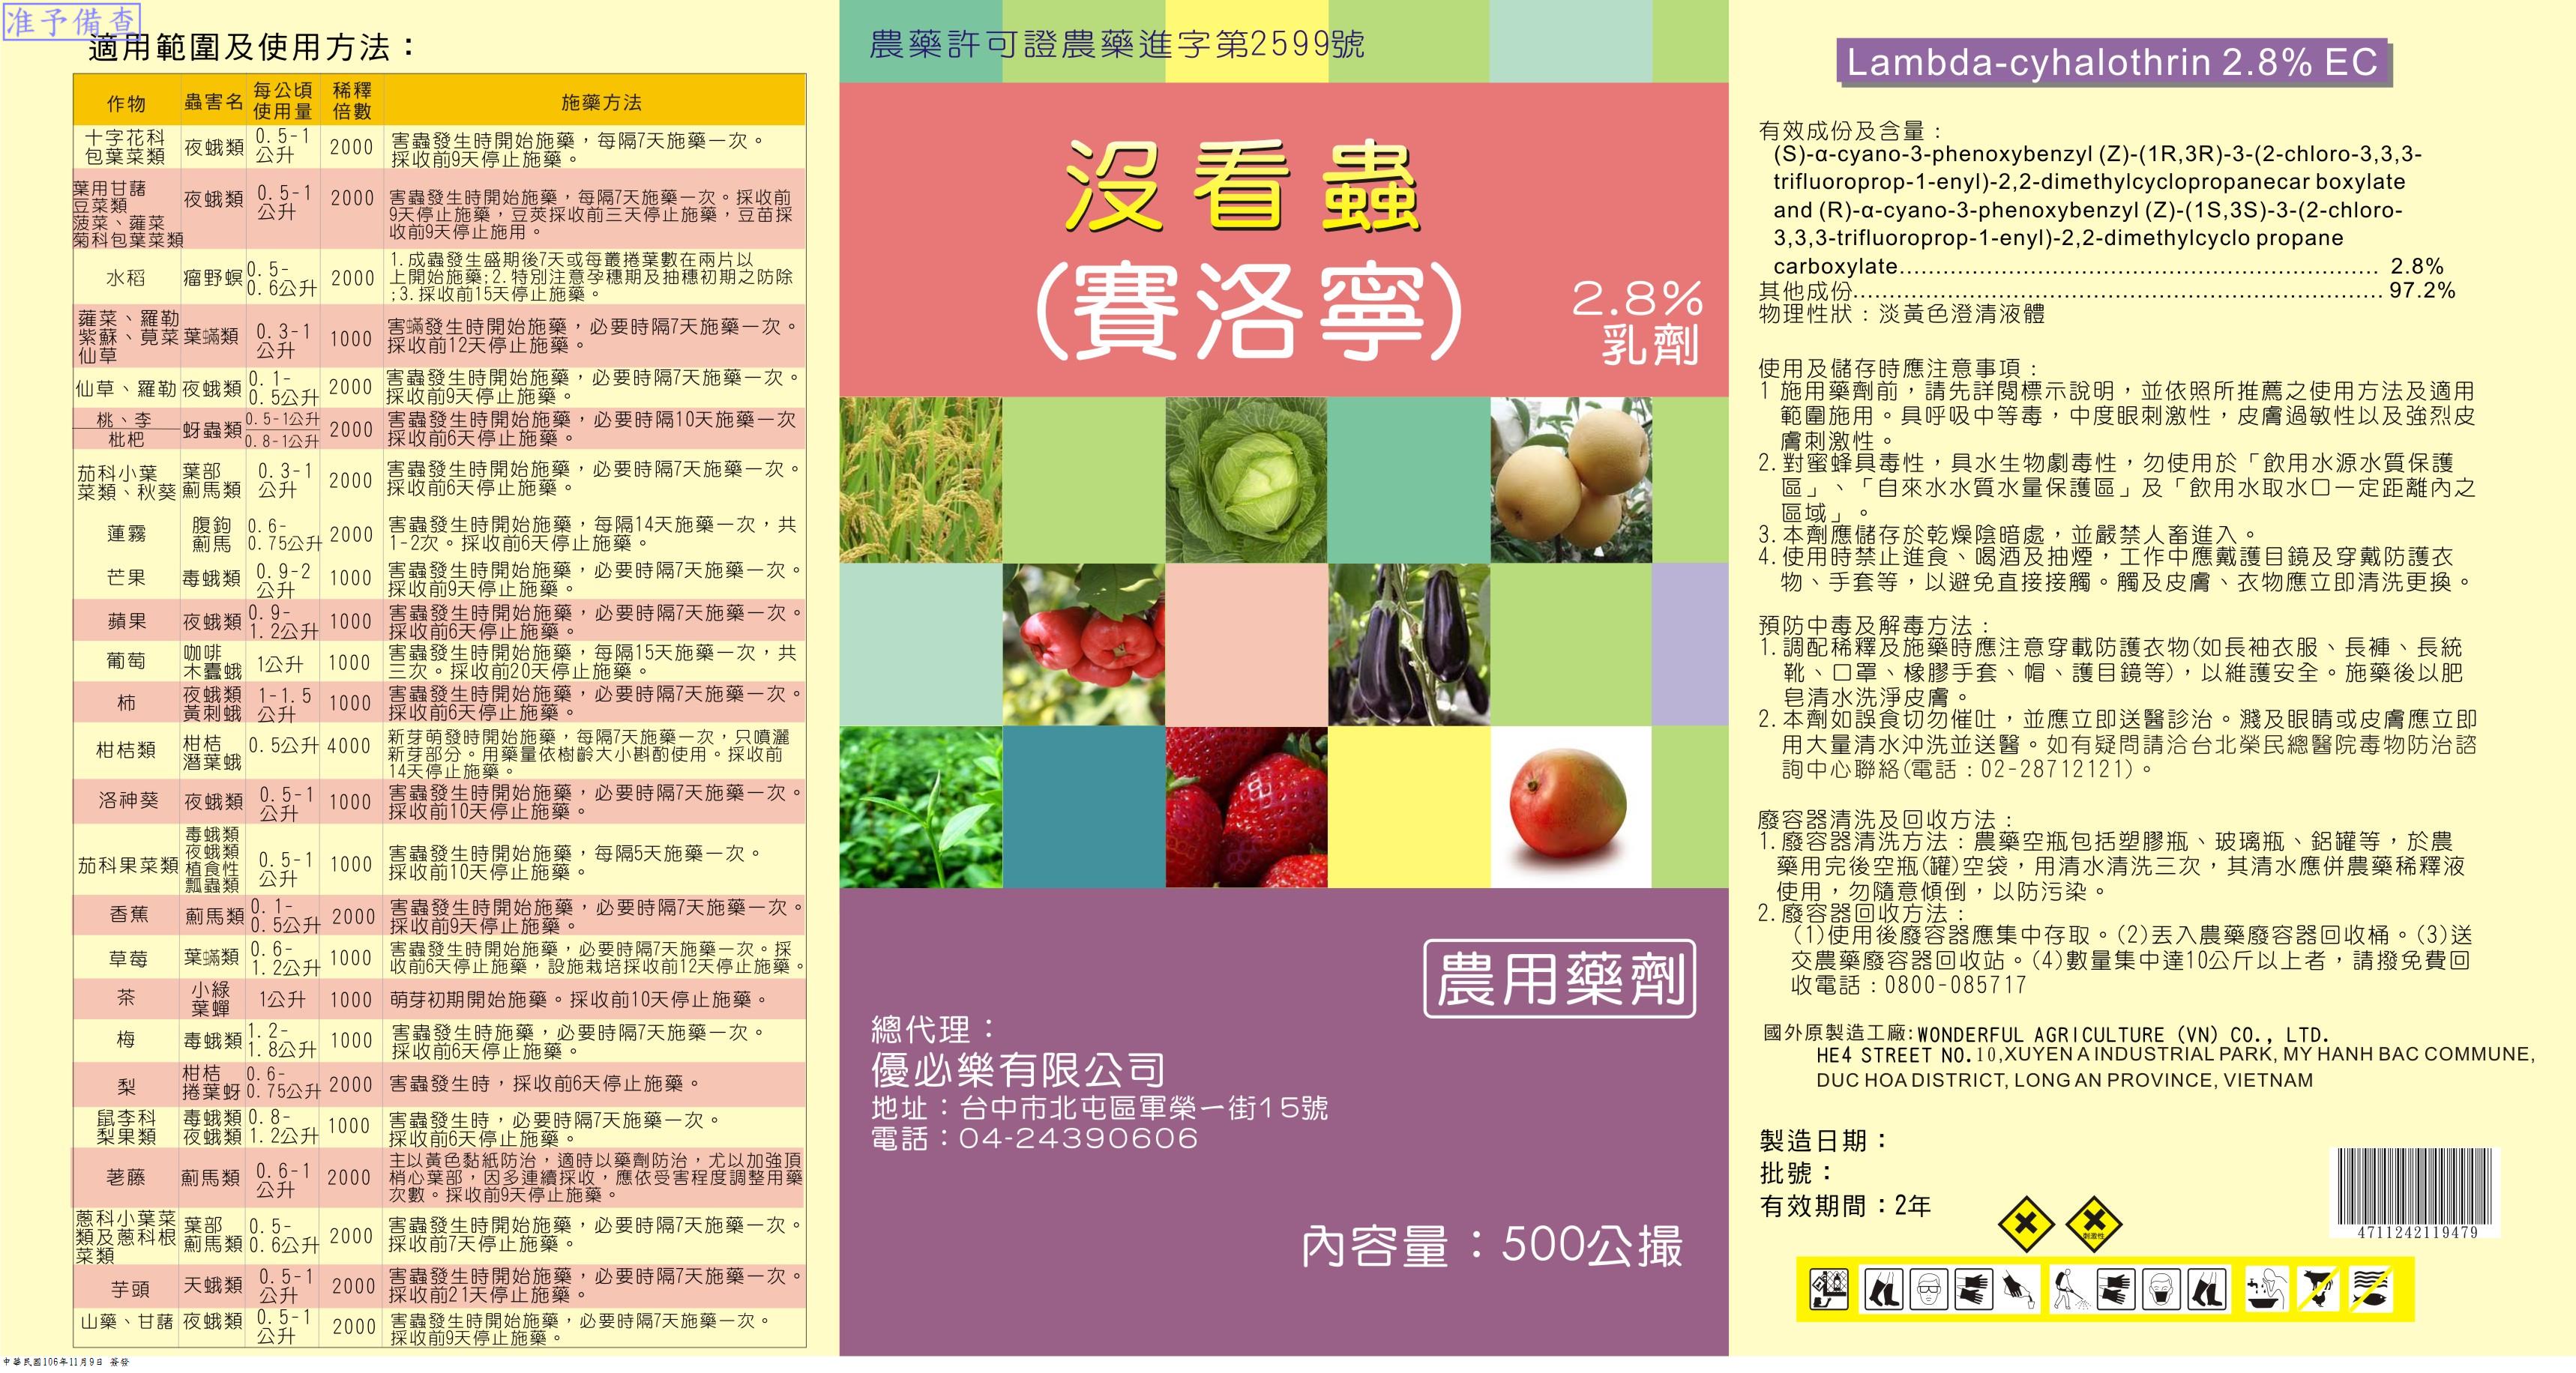 准予備查
適用範圍及使用方法：
作物 蟲害名 每公頃使用量 稀釋倍數 施藥方法
十字花科
包葉菜類
夜蛾類
0.5-1
公升
2000
害蟲發生時開始施藥，每隔7天施藥一次。
採收前9天停止施藥。
葉用甘藷
豆菜類
菠菜、蕹菜
菊科包葉菜類
夜蛾類
0.5-1
公升
2000
害蟲發生時開始施藥，每隔7天施藥一次。採收前
9天停止施藥，豆莢採收前三天停止施藥，豆苗採
收前9天停止施用。
水稻
瘤野螟
0.5-
0.6公升
2000
1.成蟲發生盛期後7天或每叢捲葉數在兩片以
上開始施藥;2.特別注意孕穗期及抽穗初期之防除
;3.採收前15天停止施藥。
蕹菜、羅勒
紫蘇、莧菜
仙草
葉蟎類
0.3-1
公升
1000
害蟎發生時開始施藥，必要時隔7天施藥一次。
採收前12天停止施藥。
仙草、羅勒
夜蛾類
0.1-
0.5公升
2000
害蟲發生時開始施藥，必要時隔7天施藥一次。
採收前9天停止施藥。
桃、李
枇杷
蚜蟲類
0.5-1公升
0.8-1公升
2000
害蟲發生時開始施藥，必要時隔10天施藥一次
採收前6天停止施藥。
茄科小葉
菜類、秋葵
葉部
薊馬類
0.3-1
公升
2000
害蟲發生時開始施藥，必要時隔7天施藥一次。
採收前6天停止施藥。
蓮霧
腹鉤
薊馬
0.6-
0.75公升
2000
害蟲發生時開始施藥，每隔14天施藥一次，共
1-2次。採收前6天停止施藥。
芒果
毒蛾類
0.9-2
公升
1000
害蟲發生時開始施藥，必要時隔7天施藥一次。
採收前9天停止施藥。
蘋果
夜蛾類
0.9-
1.2公升
1000
害蟲發生時開始施藥，必要時隔7天施藥一次。
採收前6天停止施藥。
葡萄
咖啡
木蠹蛾
1公升
1000
害蟲發生時開始施藥，每隔15天施藥一次，共
三次。採收前20天停止施藥。
柿
夜蛾類
黃刺蛾
1-1.5
公升
1000
害蟲發生時開始施藥，必要時隔7天施藥一次。
採收前6天停止施藥。
柑桔類
柑桔
潛葉蛾
0.5公升
4000
新芽萌發時開始施藥，每隔7天施藥一次，只噴灑
新芽部分。用藥量依樹齡大小斟酌使用。採收前
14天停止施藥。
洛神葵
夜蛾類
0.5-1
公升
1000
害蟲發生時開始施藥，必要時隔7天施藥一次。
採收前10天停止施藥。
茄科果菜類
毒蛾類
夜蛾類
植食性
瓢蟲類
0.5-1
公升
1000
害蟲發生時開始施藥，每隔5天施藥一次。
採收前10天停止施藥。
香蕉
薊馬類
0.1-
0.5公升
2000
害蟲發生時開始施藥，必要時隔7天施藥一次。
採收前9天停止施藥。
草莓
葉蟎類
0.6-
1.2公升
1000
害蟲發生時開始施藥，必要時隔7天施藥一次。採
收前6天停止施藥，設施栽培採收前12天停止施藥。
茶
小綠
葉蟬
1公升
1000
萌芽初期開始施藥。採收前10天停止施藥。
梅
毒蛾類
1.2-
1.8公升
1000
害蟲發生時施藥，必要時隔7天施藥一次。
採收前6天停止施藥。
梨
柑桔
捲葉蚜
0.6-
0.75公升
2000
害蟲發生時，採收前6天停止施藥。
鼠李科
梨果類
毒蛾類
夜蛾類
0.8-
1.2公升
1000
害蟲發生時，必要時隔7天施藥一次。
採收前6天停止施藥。
荖藤
薊馬類
0.6-1
公升
2000
主以黃色黏紙防治，適時以藥劑防治，尤以加強頂
梢心葉部，因多連續採收，應依受害程度調整用藥
次數。採收前9天停止施藥。
蔥科小葉菜
類及蔥科根
菜類
葉部
薊馬類
0.5-
0.6公升
2000
害蟲發生時開始施藥，必要時隔7天施藥一次。
採收前7天停止施藥。
芋頭
天蛾類
0.5-1
公升
2000
害蟲發生時開始施藥，必要時隔7天施藥一次。
採收前21天停止施藥。
山藥、甘藷
夜蛾類
0.5-1
公升
2000
害蟲發生時開始施藥，必要時隔7天施藥一次。
採收前9天停止施藥。
中華民國106年11月9日 簽發
農藥許可證農藥進字第2599號
沒看蟲
(賽洛寧)
2.8%
乳劑
農用藥劑
總代理：
優必樂有限公司
地址：台中市北屯區軍榮一街15號
電話：04-24390606
內容量：500公撮
Lambda-cyhalothrin 2.8% EC
有效成份及含量：
(S)-α-cyano-3-phenoxybenzyl (Z)-(1R,3R)-3-(2-chloro-3,3,3-
trifluoroprop-1-enyl)-2,2-dimethylcyclopropanecar boxylate
and (R)-α-cyano-3-phenoxybenzyl (Z)-(1S,3S)-3-(2-chloro-
3,3,3-trifluoroprop-1-enyl)-2,2-dimethylcyclo propane
carboxylate.................................................................. 2.8%
其他成份......................................................................... 97.2%
物理性狀：淡黃色澄清液體
使用及儲存時應注意事項：
1 施用藥劑前，請先詳閱標示說明，並依照所推薦之使用方法及適用
範圍施用。具呼吸中等毒，中度眼刺激性，皮膚過敏性以及強烈皮
膚刺激性。
2.對蜜蜂具毒性，具水生物劇毒性，勿使用於「飲用水源水質保護
區」、「自來水水質水量保護區」及「飲用水取水口一定距離內之
區域」。
3.本劑應儲存於乾燥陰暗處，並嚴禁人畜進入。
4.使用時禁止進食、喝酒及抽煙，工作中應戴護目鏡及穿戴防護衣
物、手套等，以避免直接接觸。觸及皮膚、衣物應立即清洗更換。
預防中毒及解毒方法：
1.調配稀釋及施藥時應注意穿載防護衣物(如長袖衣服、長褲、長統
靴、口罩、橡膠手套、帽、護目鏡等)，以維護安全。施藥後以肥
皂清水洗淨皮膚。
2.本劑如誤食切勿催吐，並應立即送醫診治。濺及眼睛或皮膚應立即
用大量清水沖洗並送醫。如有疑問請洽台北榮民總醫院毒物防治諮
詢中心聯絡(電話：02-28712121)。
廢容器清洗及回收方法：
1.廢容器清洗方法：農藥空瓶包括塑膠瓶、玻璃瓶、鋁罐等，於農
藥用完後空瓶(罐)空袋，用清水清洗三次，其清水應併農藥稀釋液
使用，勿隨意傾倒，以防污染。
2.廢容器回收方法：
(1)使用後廢容器應集中存取。(2)丟入農藥廢容器回收桶。(3)送
交農藥廢容器回收站。(4)數量集中達10公斤以上者，請撥免費回
收電話：0800-085717
國外原製造工廠:WONDERFUL AGRICULTURE (VN) CO., LTD.
HE4 STREET NO.10,XUYEN A INDUSTRIAL PARK, MY HANH BAC COMMUNE,
DUC HOA DISTRICT, LONG AN PROVINCE, VIETNAM
製造日期：
批號：
有效期間：2年
刺激性
4711242119479